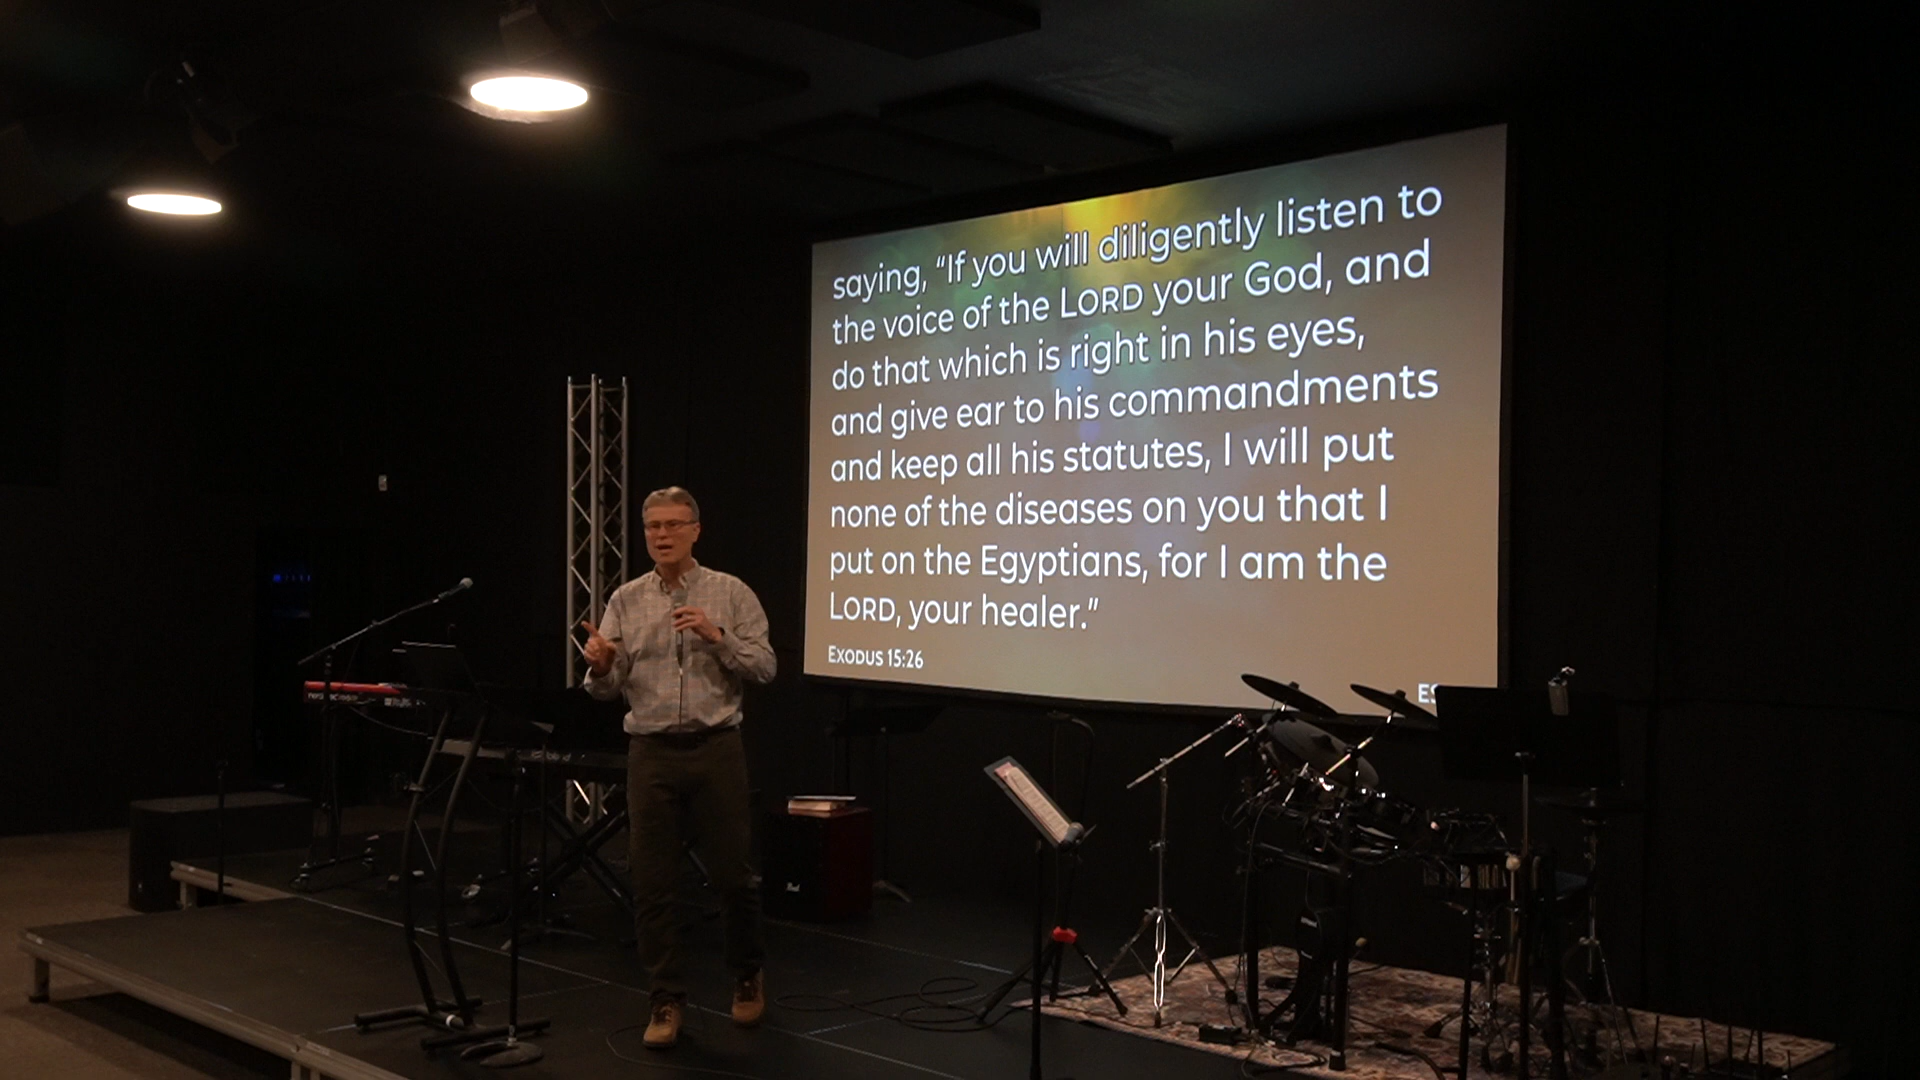 saying, “If you will diligently listen to
the voice of the LORD your God, and
do that which is right in his eyes,
and give ear to his commandments
and keep all his statutes, I will put
none of the diseases on you that I
put on the Egyptians, for I am the
LORD, your healer.”
EXODUS 15:26